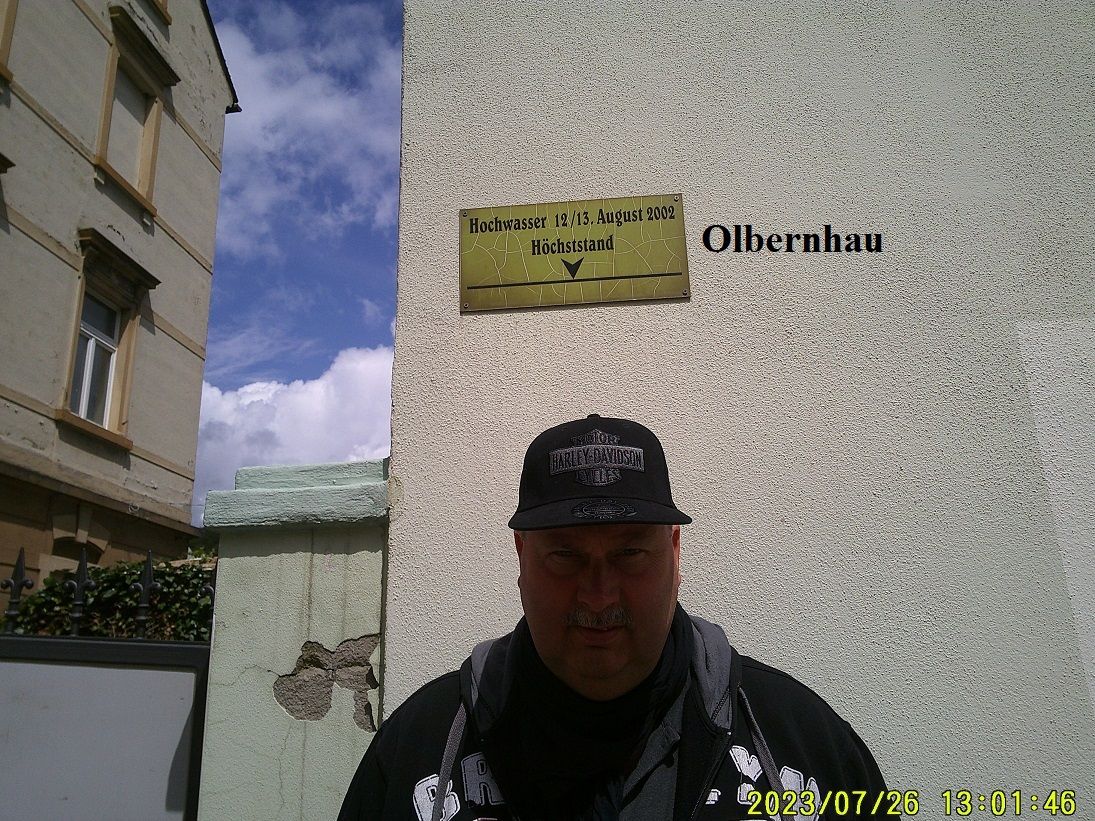 Hochwasser 12/13. August 2002
Höchststand
Olbernhau
HARLEY-DAVIDSON
2023/07/26 13:01:46